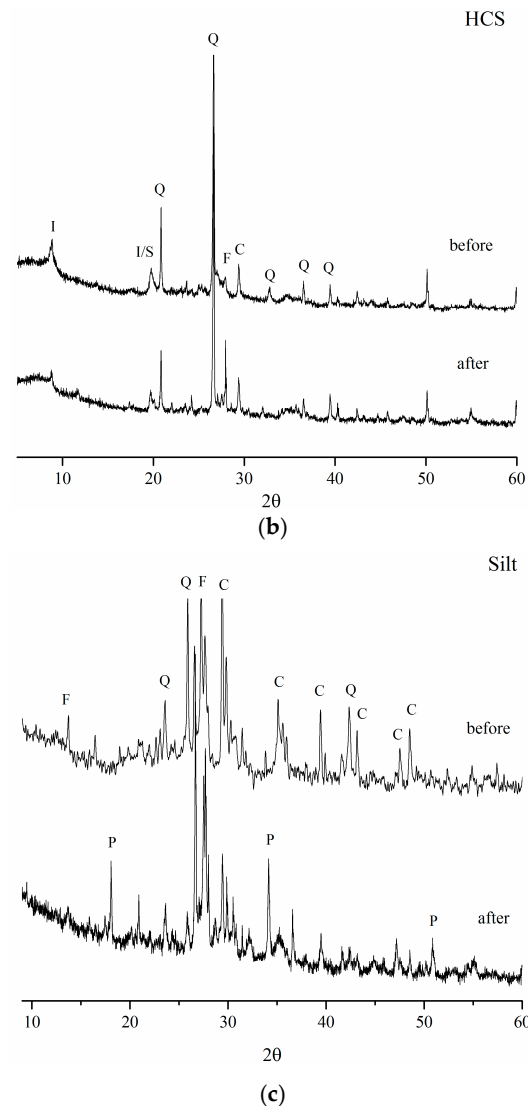 HCS
Q
Q
I
I/S
F
C
Q
Q
Q
before
after
10 20 30 40 50 60
2θ
(b)
Silt
Q F C
F
Q
C
C
Q
C
C
C
before
P
P
P
after
10 20 30 40 50 60
2θ
(c)